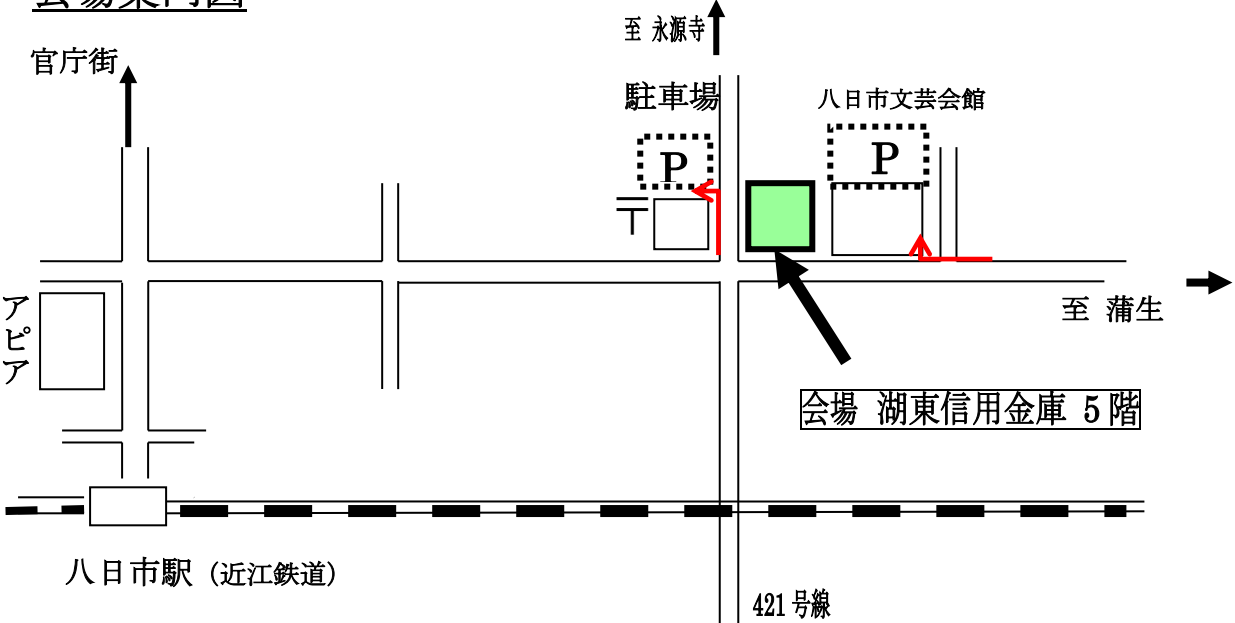 会場案内図
至 永源寺
官庁街
駐車場
八日市文芸会館
P
P
〒
アピア
至 蒲生
会場 湖東信用金庫 5階
八日市駅 (近江鉄道)
421号線